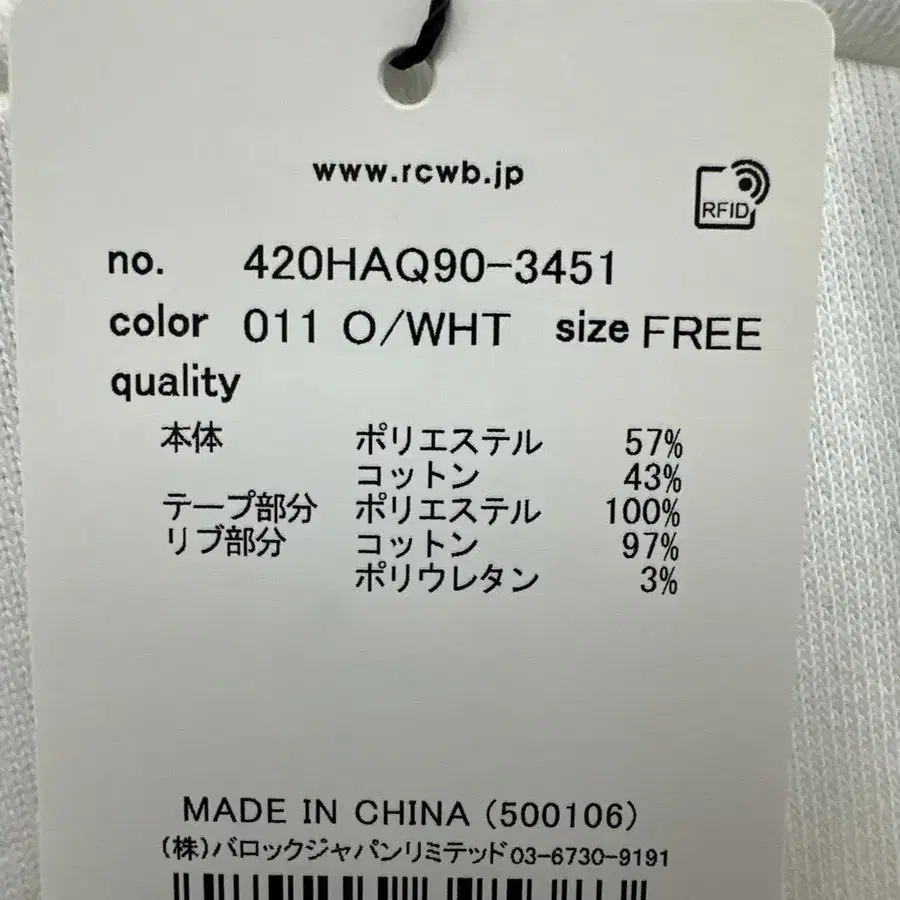 www.rcwb.jp
RFID
no. 420HAQ90-3451
color 011 O/WHT size FREE
quality
本体 ポリエステル 57%
コットン 43%
テープ部分 ポリエステル 100%
リブ部分 コットン 97%
ポリウレタン 3%
MADE IN CHINA (500106)
(株)バロックジャパンリミテッド03-6730-9191